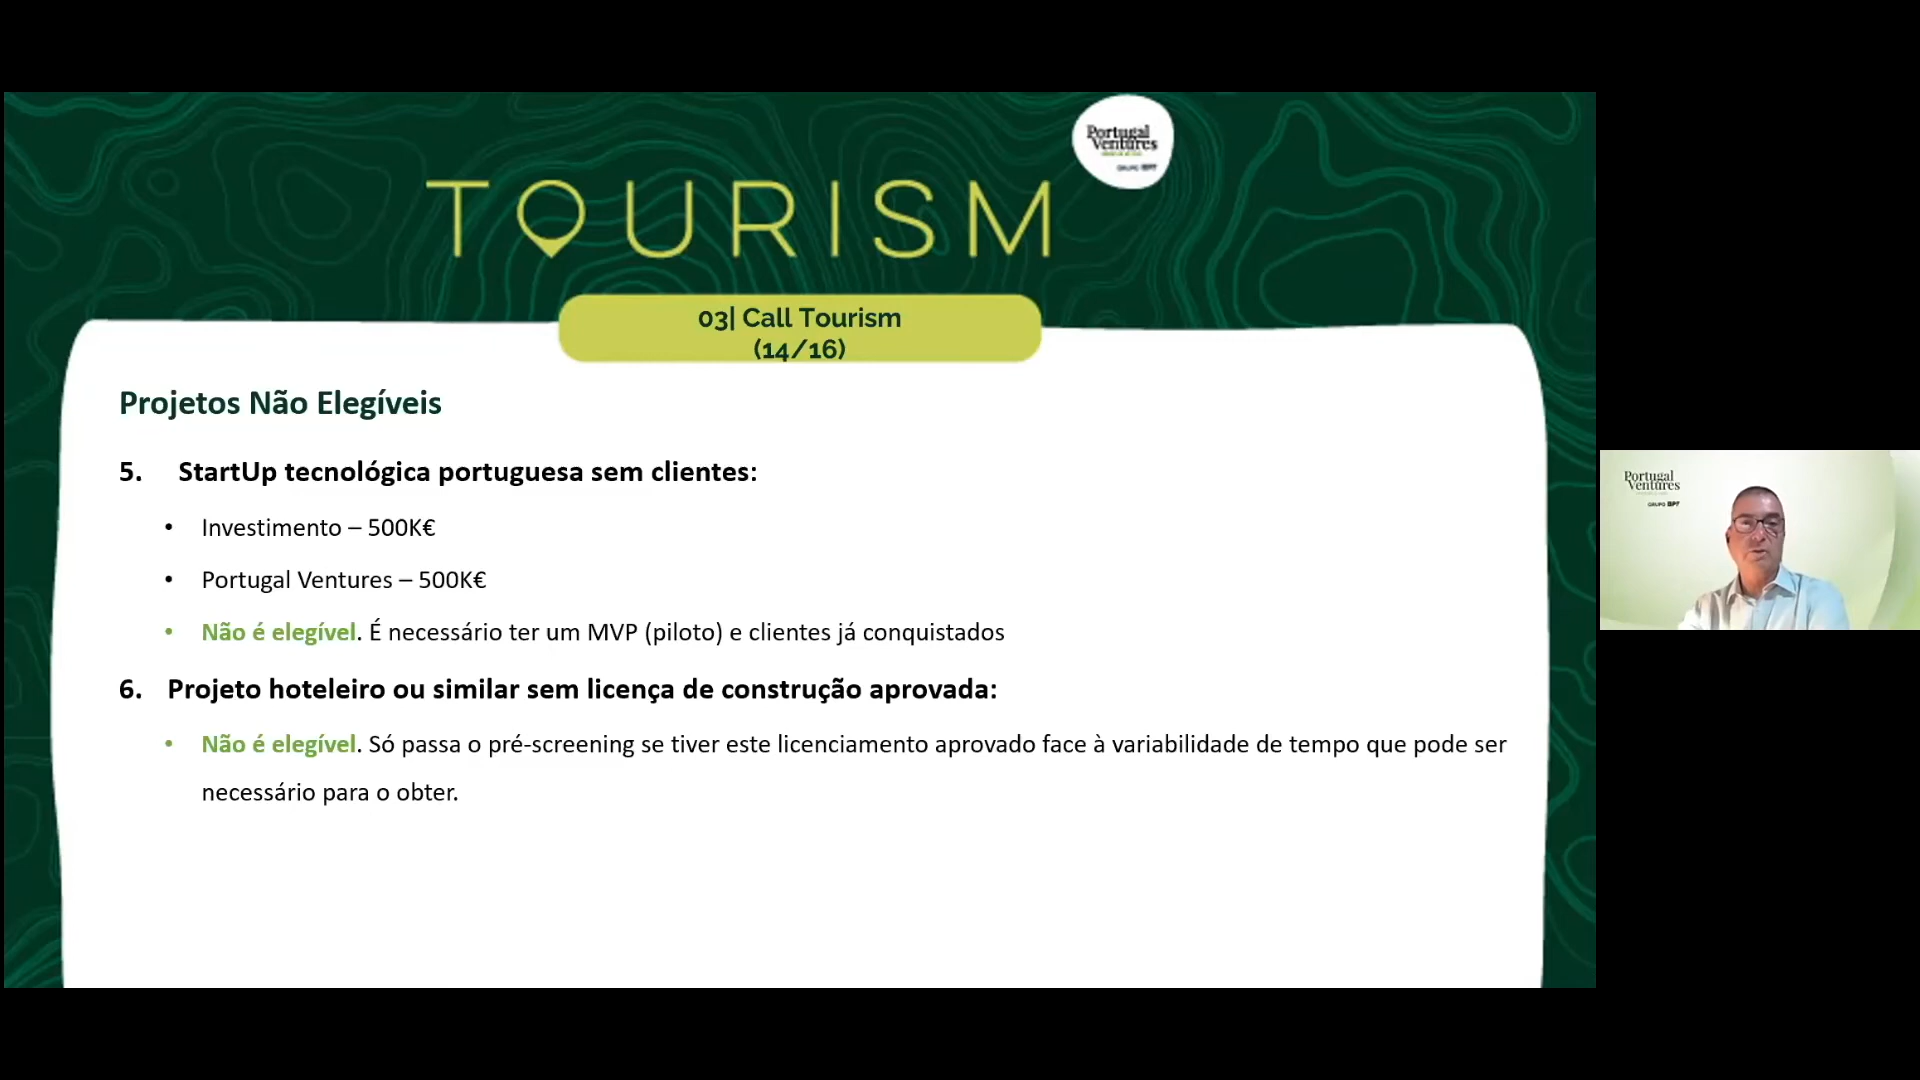 Portugal
Ventures
GRUPO BPF
TOURISM
03| Call Tourism
(14/16)
Projetos Não Elegíveis
5. StartUp tecnológica portuguesa sem clientes:
• Investimento – 500K€
• Portugal Ventures – 500K€
• Não é elegível. É necessário ter um MVP (piloto) e clientes já conquistados
6. Projeto hoteleiro ou similar sem licença de construção aprovada:
• Não é elegível. Só passa o pré-screening se tiver este licenciamento aprovado face à variabilidade de tempo que pode ser
necessário para o obter.
Portugal
Ventures
GRUPO BPF